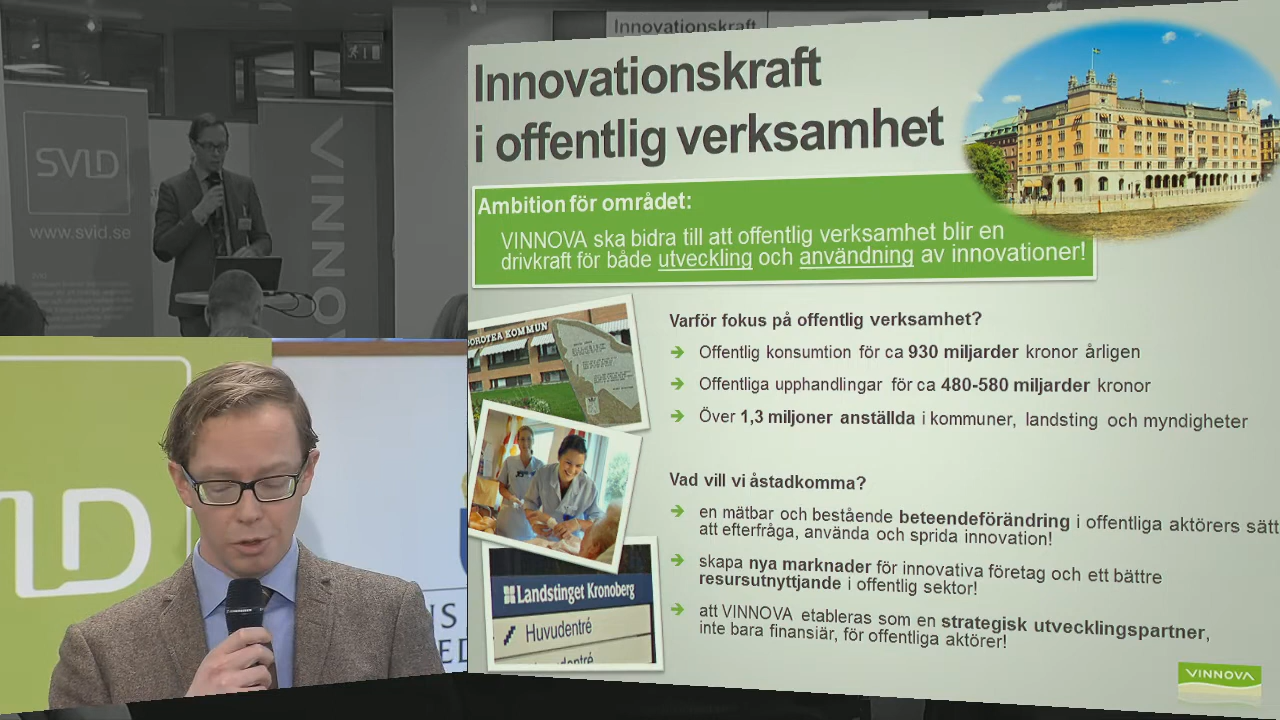 Innovationskraft
SVID
www.svid.se
VINNOVA
Innovationskraft
i offentlig verksamhet
Ambition för området:
VINNOVA ska bidra till att offentlig verksamhet blir en
drivkraft för både utveckling och användning av innovationer!
DOROTEA KOMMUN
Landstinget Kronoberg
Huvudentré
Varför fokus på offentlig verksamhet?
Offentlig konsumtion för ca 930 miljarder kronor årligen
Offentliga upphandlingar för ca 480-580 miljarder kronor
Över 1,3 miljoner anställda i kommuner, landsting och myndigheter
Vad vill vi åstadkomma?
en mätbar och bestående beteendeförändring i offentliga aktörers sätt
att efterfråga, använda och sprida innovation!
skapa nya marknader för innovativa företag och ett bättre
resursutnyttjande i offentlig sektor!
att VINNOVA etableras som en strategisk utvecklingspartner,
inte bara finansiär, för offentliga aktörer!
VINNOVA